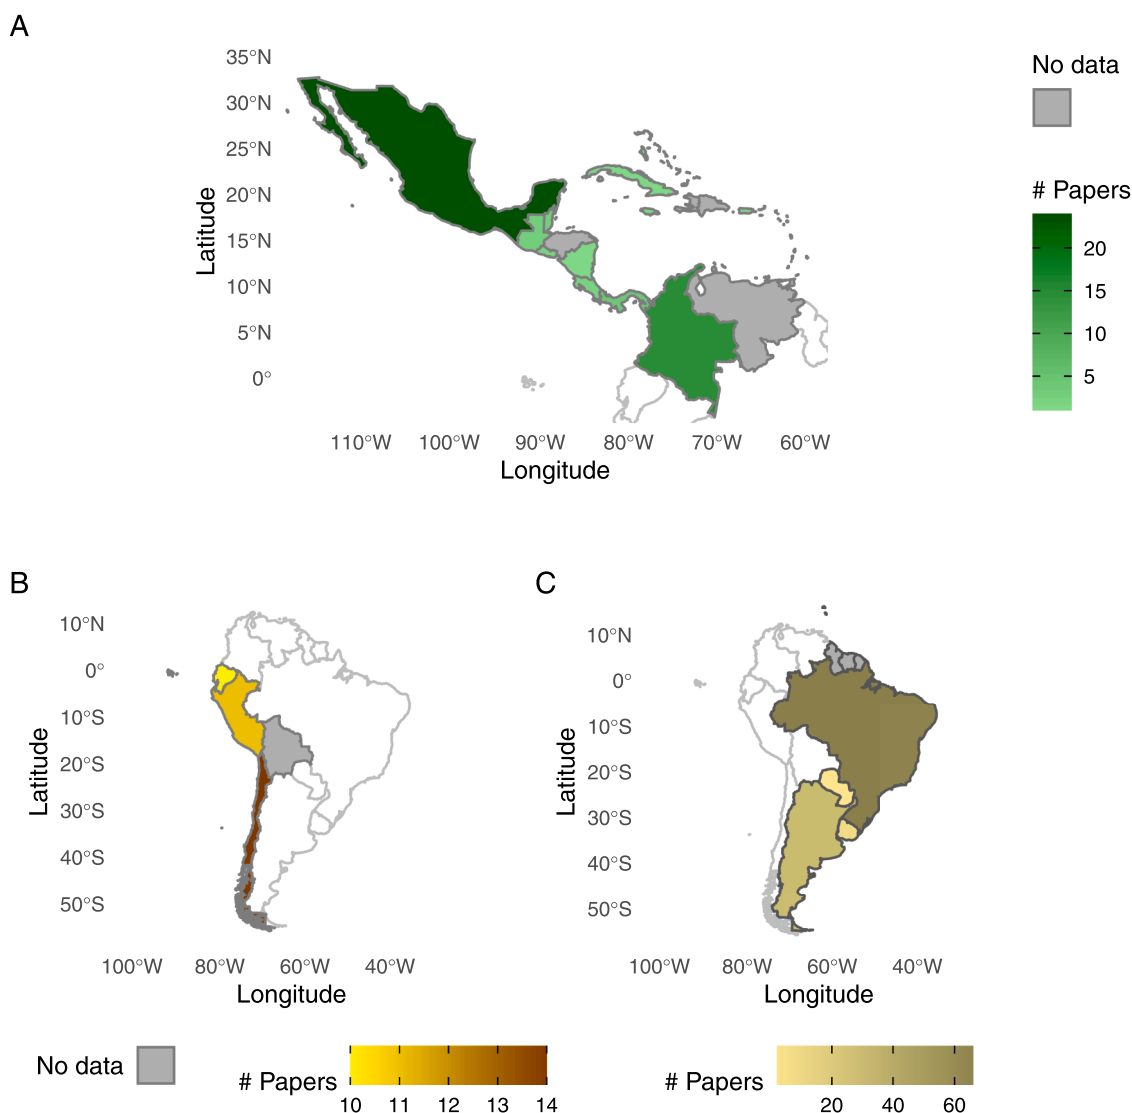 A
35°N
30°N
25°N
20°N
15°N
10°N
5°N
0°
Latitude
110°W 100°W 90°W 80°W 70°W 60°W
Longitude
No data
# Papers
20
15
10
5
B
10°N
0°
10°S
20°S
30°S
40°S
50°S
Latitude
100°W 80°W 60°W 40°W
Longitude
No data
# Papers
10 11 12 13 14
C
10°N
0°
10°S
20°S
30°S
40°S
50°S
Latitude
100°W 80°W 60°W 40°W
Longitude
# Papers
20 40 60